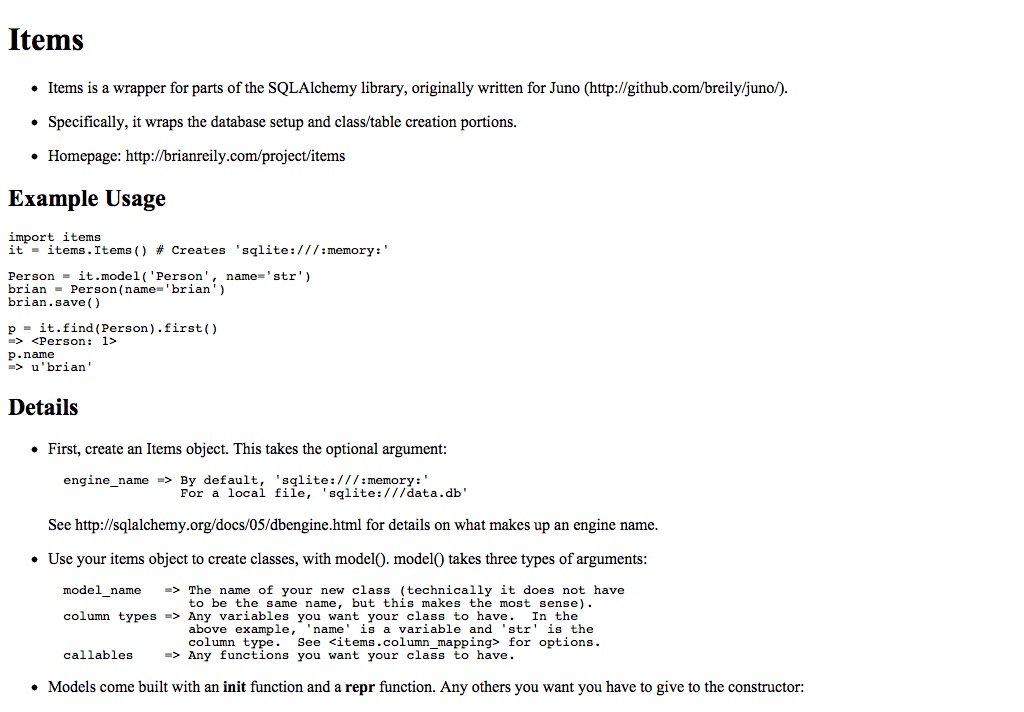 Items
• Items is a wrapper for parts of the SQLAlchemy library, originally written for Juno (http://github.com/breily/juno/).
• Specifically, it wraps the database setup and class/table creation portions.
• Homepage: http://brianreily.com/project/items
Example Usage
import items
it = items.Items() # Creates 'sqlite:///:memory:'
Person = it.model('Person', name='str')
brian = Person(name='brian')
brian.save()
p = it.find(Person).first()
=> <Person: 1>
p.name
=> u'brian'
Details
• First, create an Items object. This takes the optional argument:
engine_name => By default, 'sqlite:///:memory:'
For a local file, 'sqlite:///data.db'
See http://sqlalchemy.org/docs/05/dbengine.html for details on what makes up an engine name.
• Use your items object to create classes, with model(). model() takes three types of arguments:
model_name   => The name of your new class (technically it does not have
to be the same name, but this makes the most sense).
column types => Any variables you want your class to have.  In the
above example, 'name' is a variable and 'str' is the
column type.  See <items.column_mapping> for options.
callables    => Any functions you want your class to have.
• Models come built with an init function and a repr function. Any others you want you have to give to the constructor: